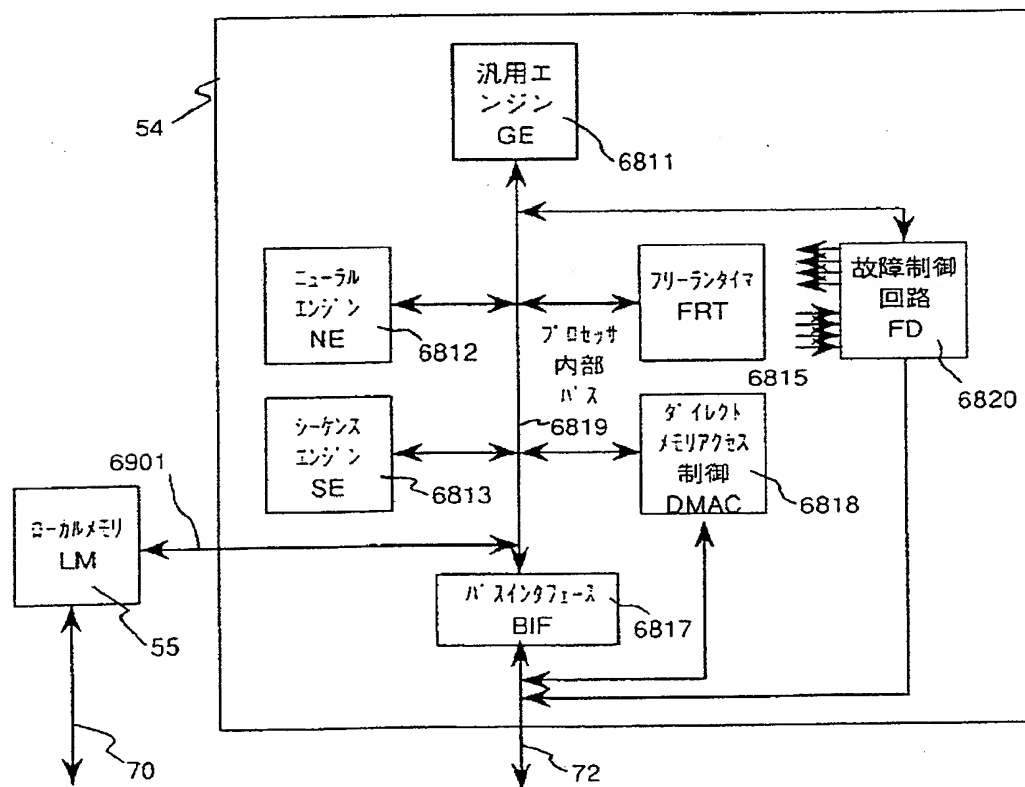 54
汎用エ
ンジン
GE
6811
ニューラル
エンジン
NE
6812
フリーランタイマ
FRT
6815
故障制御
回路
FD
6820
プロセッサ
内部
バス
6819
シーケンス
エンジン
SE
6813
ダイレクト
メモリアクセス
制御
DMAC
6818
6901
ローカルメモリ
LM
55
バスインタフェース
BIF
6817
70
72